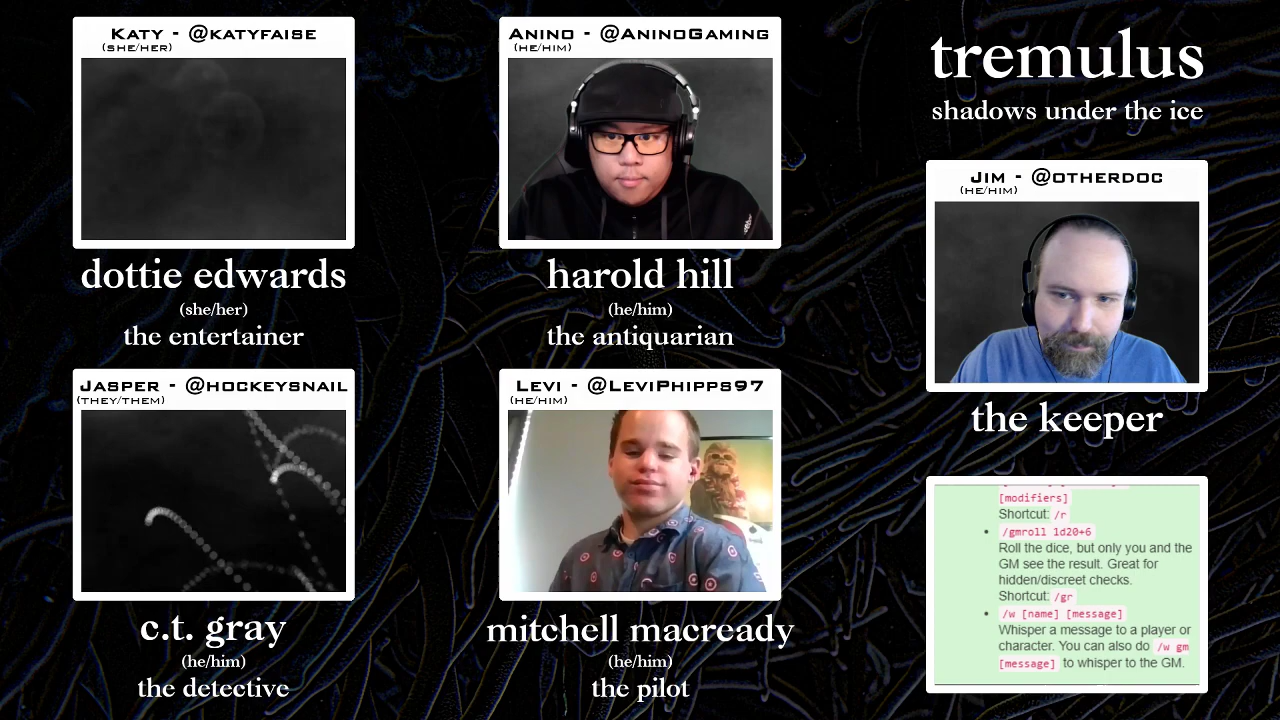 Katy - @katyfaise
(she/her)
dottie edwards
(she/her)
the entertainer
Anino - @AninoGaming
(he/him)
harold hill
(he/him)
the antiquarian
tremulus
shadows under the ice
Jim - @otherdoc
(he/him)
the keeper
Jasper - @hockeysnail
(they/them)
c.t. gray
(he/him)
the detective
Levi - @LeviPhipps97
(he/him)
mitchell macready
(he/him)
the pilot
[modifiers]
Shortcut: /r
• /gmroll 1d20+6
Roll the dice, but only you and the
GM see the result. Great for
hidden/discreet checks.
Shortcut: /gr
• /w [name] [message]
Whisper a message to a player or
character. You can also do /w gm
[message] to whisper to the GM.